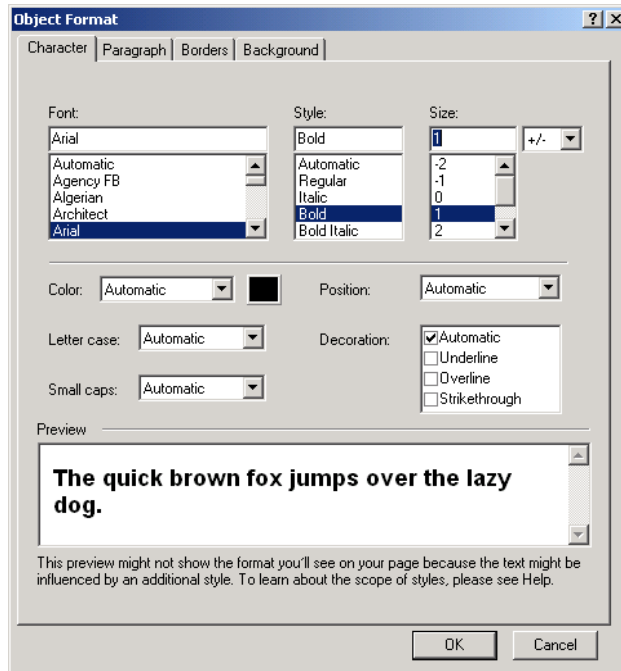 Object Format
Character Paragraph Borders Background
Font: Style: Size:
Arial Bold 1 +/-
Automatic Automatic -2
Agency FB Regular -1
Algerian Italic 0
Architect Bold 1
Arial Bold Italic 2
Color: Automatic Position: Automatic
Letter case: Automatic Decoration: Automatic
Underline
Overline
Small caps: Automatic Strikethrough
Preview
The quick brown fox jumps over the lazy
dog.
This preview might not show the format you'll see on your page because the text might be
influenced by an additional style. To learn about the scope of styles, please see Help.
OK Cancel